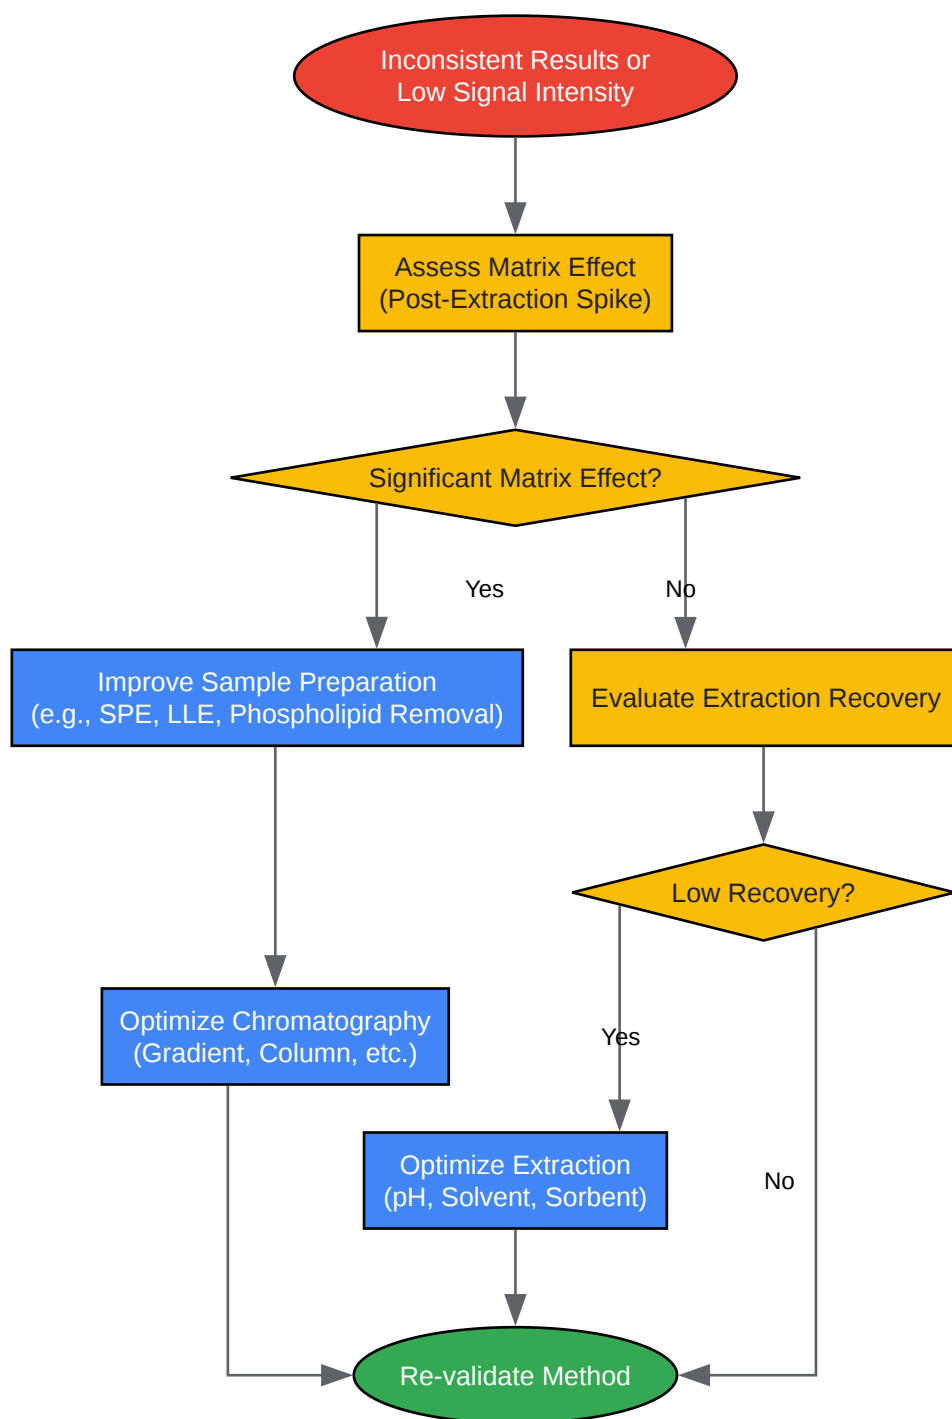 Inconsistent Results or
Low Signal Intensity
Assess Matrix Effect
(Post-Extraction Spike)
Significant Matrix Effect?
Yes
No
Improve Sample Preparation
(e.g., SPE, LLE, Phospholipid Removal)
Evaluate Extraction Recovery
Low Recovery?
Optimize Chromatography
(Gradient, Column, etc.)
Yes
Optimize Extraction
(pH, Solvent, Sorbent)
No
Re-validate Method